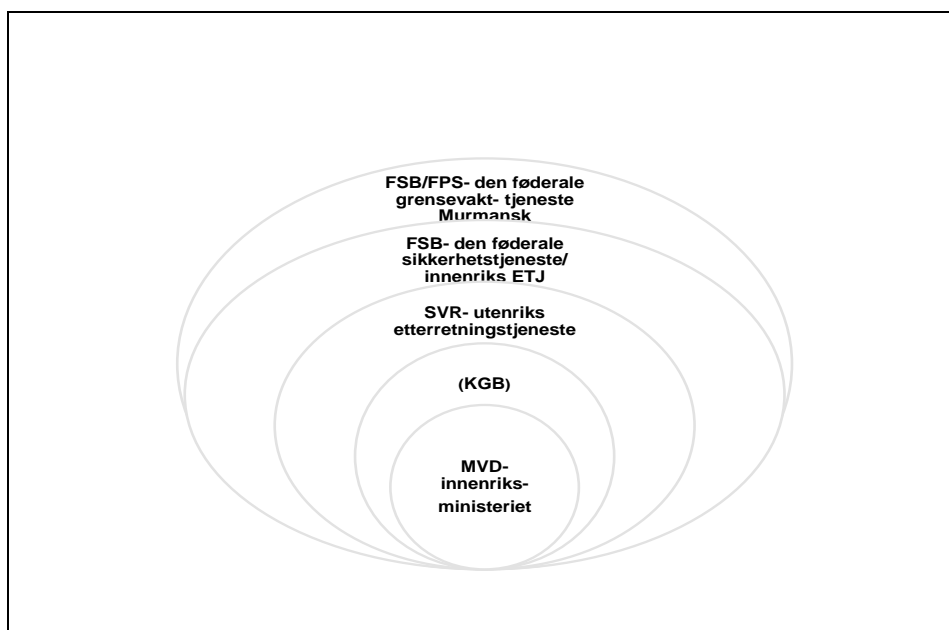 FSB/FPS- den føderale
grensevakt- tjeneste
Murmansk
FSB- den føderale
sikkerhetstjeneste/
innenriks ETJ
SVR- utenriks
etterretningstjeneste
(KGB)
MVD-
innenriks-
ministeriet